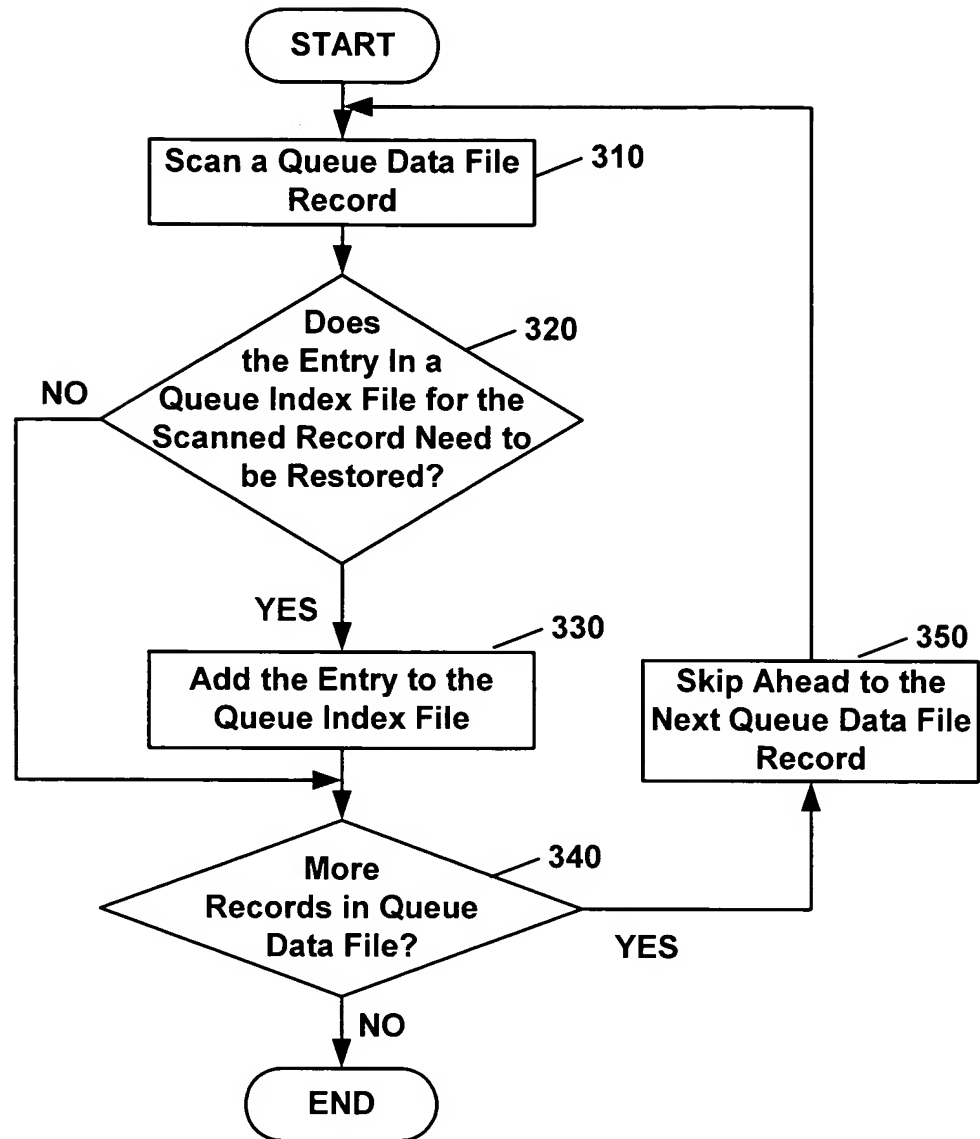 START
Scan a Queue Data File
Record
310
Does
the Entry In a
Queue Index File for the
Scanned Record Need to
be Restored?
320
NO
YES
330
Add the Entry to the
Queue Index File
350
Skip Ahead to the
Next Queue Data File
Record
More
Records in Queue
Data File?
340
YES
NO
END